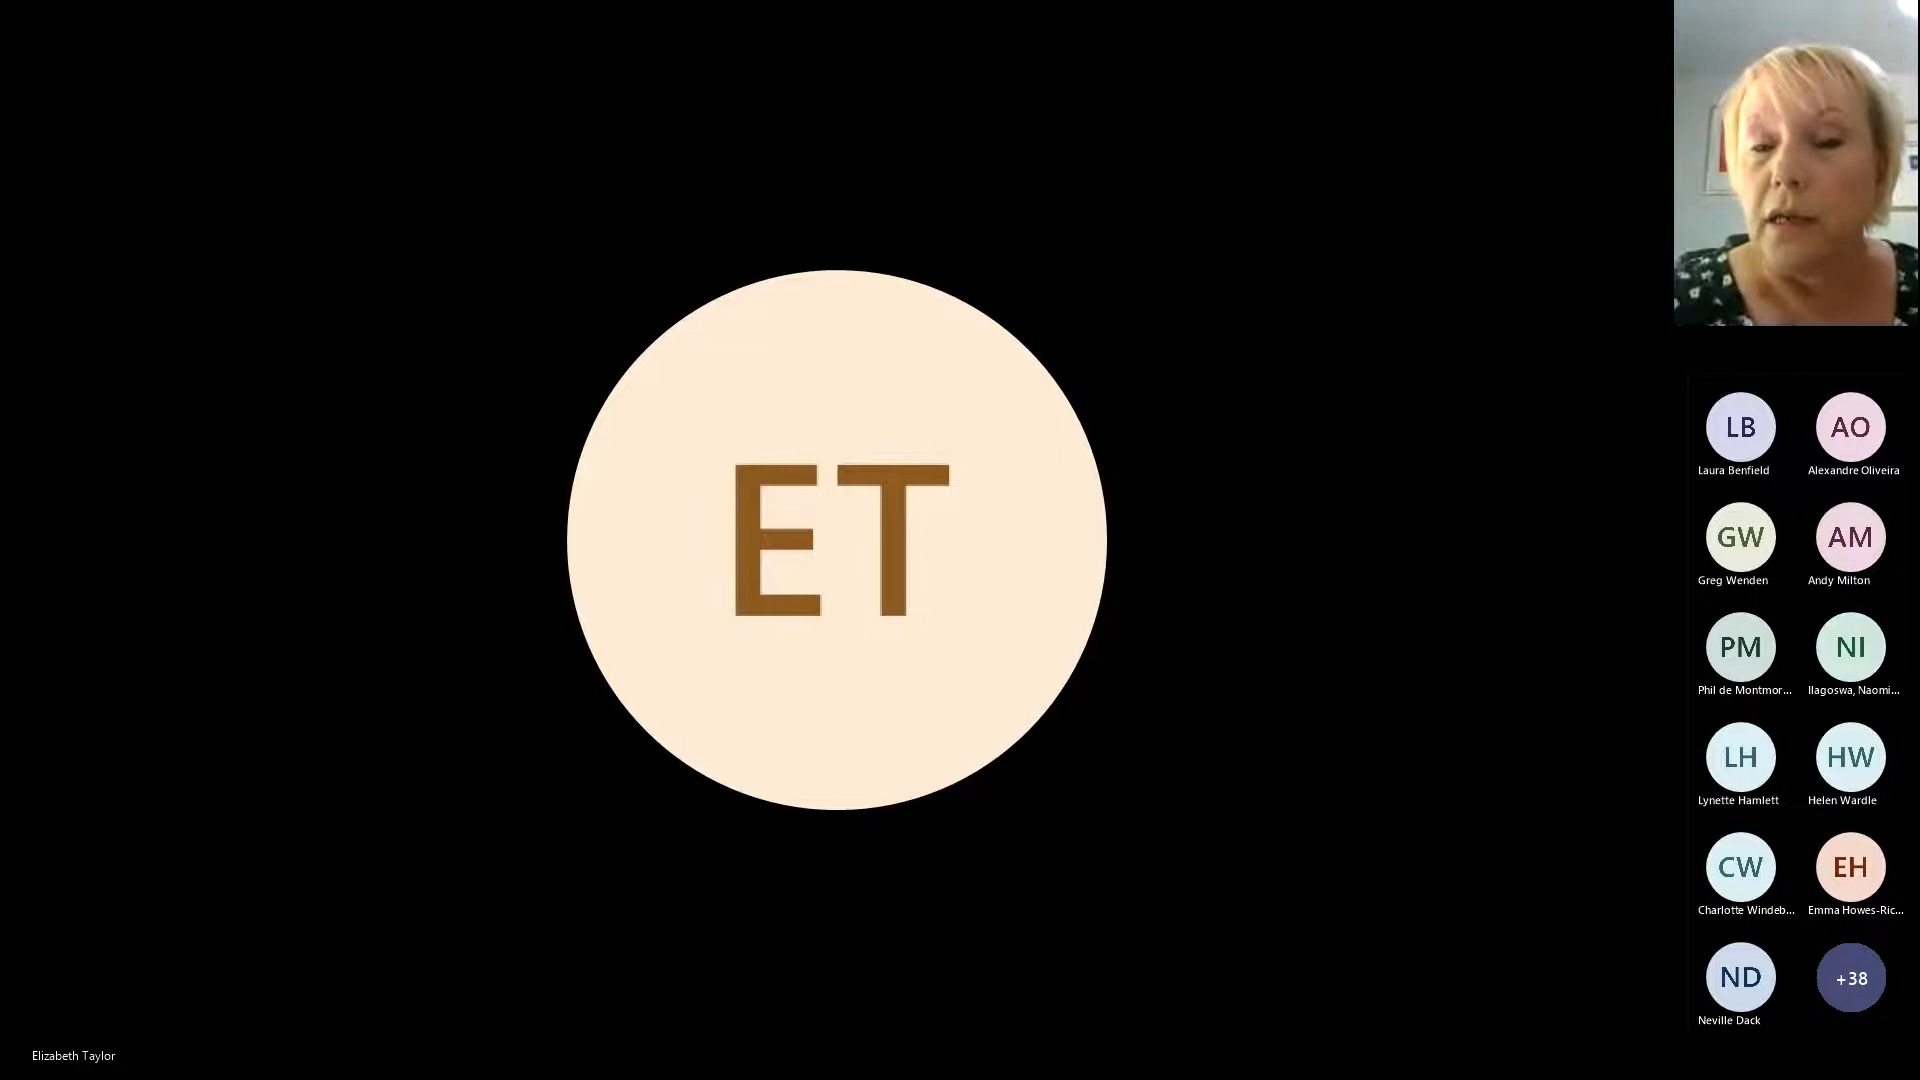 ET
LB
AO
Laura Benfield
Alexandre Oliveira
GW
AM
Greg Wenden
Andy Milton
PM
NI
Phil de Montmor...
Ilagoswa, Naomi...
LH
HW
Lynette Hamlett
Helen Wardle
CW
EH
Charlotte Windeb...
Emma Howes-Ric...
ND
+38
Neville Dack
Elizabeth Taylor